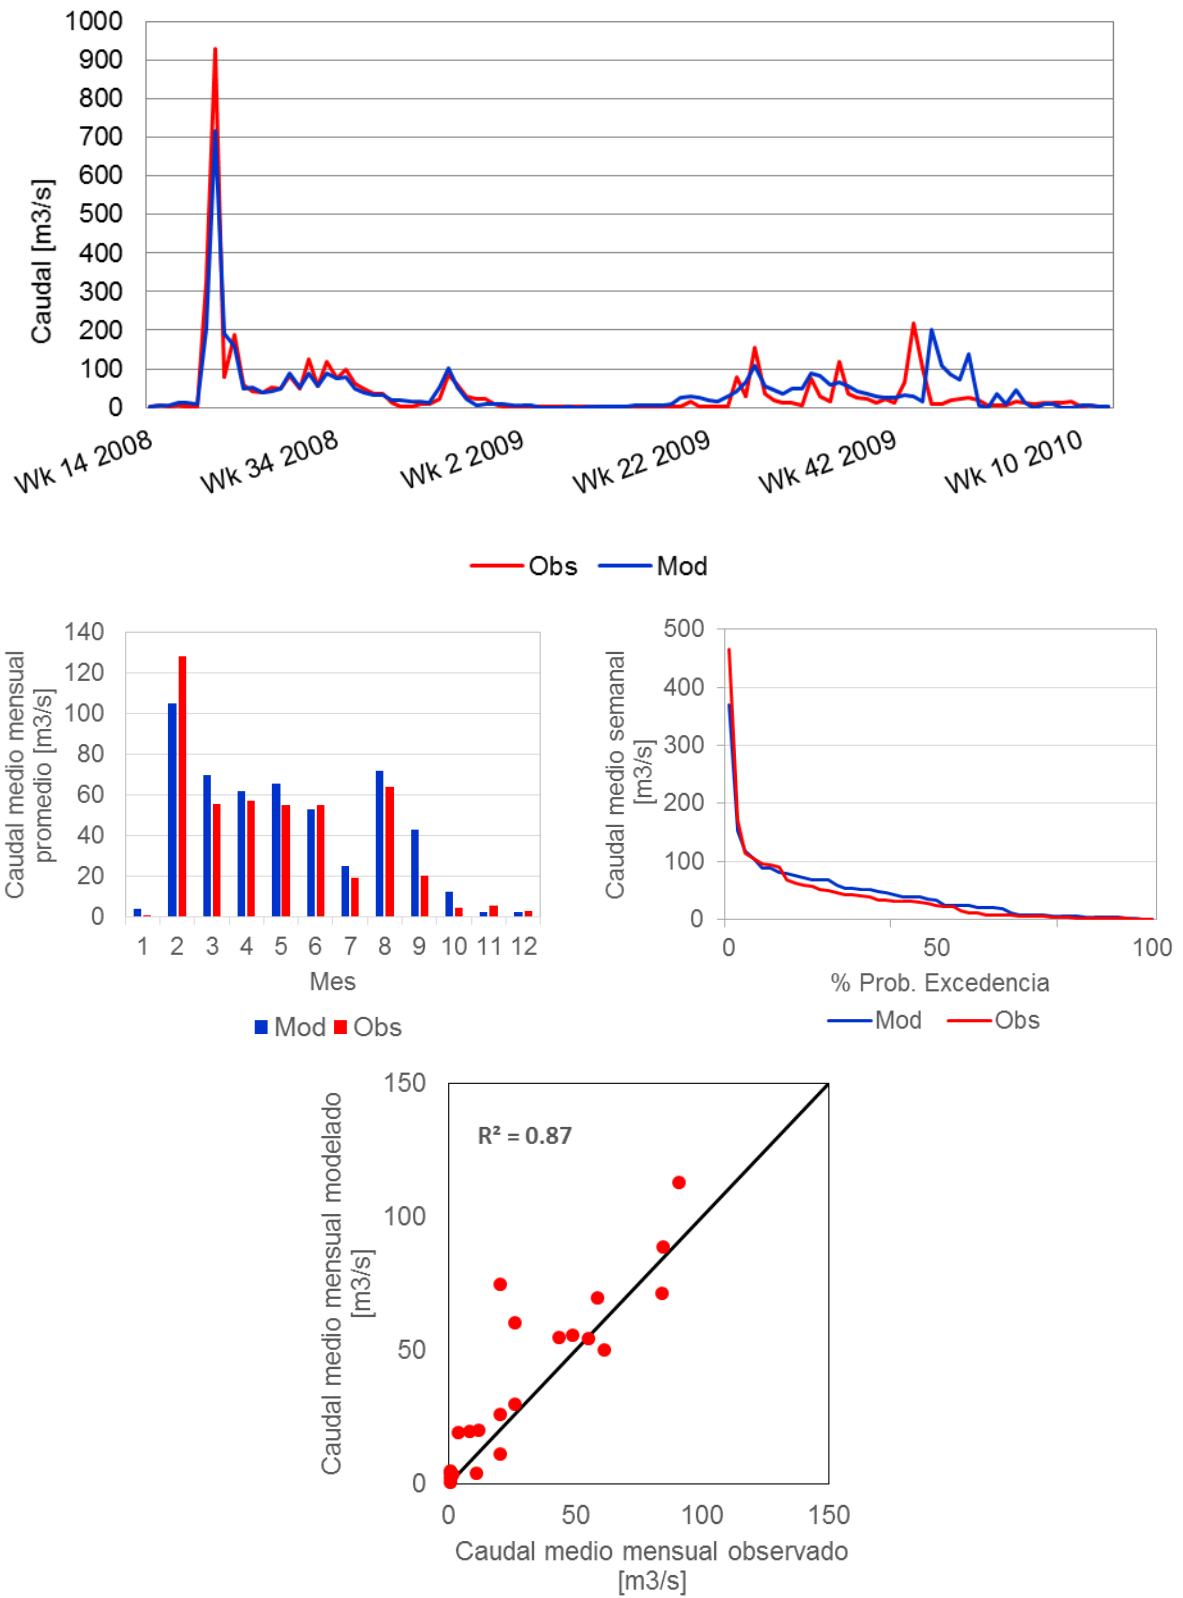 1000
900
800
700
600
500
400
300
200
100
0
Caudal [m3/s]
Wk 14 2008
Wk 34 2008
Wk 2 2009
Wk 22 2009
Wk 42 2009
Wk 10 2010
Obs Mod
140
120
100
80
60
40
20
0
Caudal medio mensual
promedio [m3/s]
1 2 3 4 5 6 7 8 9 10 11 12
Mes
Mod Obs
500
400
300
200
100
0
Caudal medio semanal
[m3/s]
0 50 100
% Prob. Excedencia
Mod Obs
150
100
50
0
Caudal medio mensual modelado
[m3/s]
R² = 0.87
0 50 100 150
Caudal medio mensual observado
[m3/s]